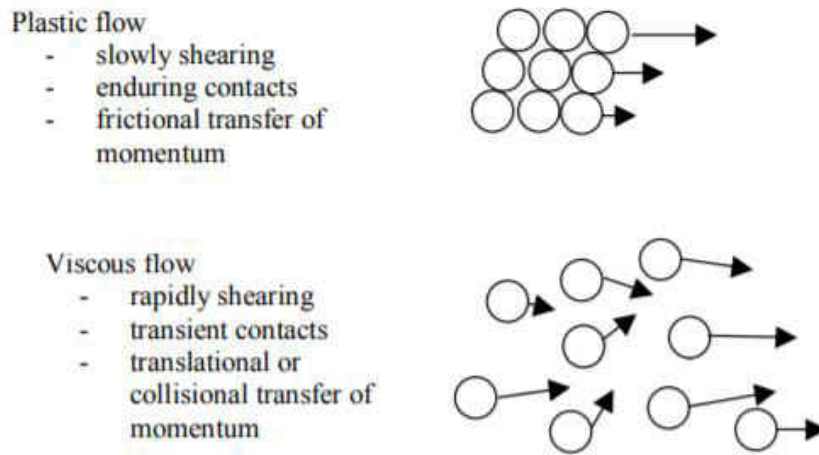 Plastic flow
- slowly shearing
- enduring contacts
- frictional transfer of
momentum
Viscous flow
- rapidly shearing
- transient contacts
- translational or
collisional transfer of
momentum